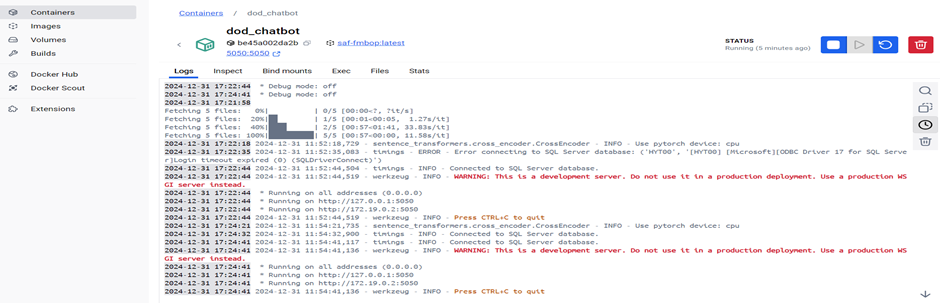 Containers
Images
Volumes
Builds
Docker Hub
Docker Scout
Extensions
Containers / dod_chatbot
dod_chatbot
be45a002da2b saf-fmbop:latest
5050:5050
STATUS
Running (5 minutes ago)
Logs Inspect Bind mounts Exec Files Stats
2024-12-31 17:22:44 * Debug mode: off
2024-12-31 17:24:41 * Debug mode: off
2024-12-31 17:21:58
Fetching 5 files: 0%| | 0/5 [00:00<?, ?it/s]
Fetching 5 files: 20%| | 1/5 [00:01<00:05, 1.27s/it]
Fetching 5 files: 40%| | 2/5 [00:57<01:41, 33.83s/it]
Fetching 5 files: 100%| | 5/5 [00:57<00:00, 11.58s/it]
2024-12-31 17:22:18 2024-12-31 11:52:18,729 - sentence_transformers.cross_encoder.CrossEncoder - INFO - Use pytorch device: cpu
2024-12-31 17:22:35 2024-12-31 11:52:35,083 - timings - ERROR - Error connecting to SQL Server database: ('HYT00', '[HYT00] [Microsoft][ODBC Driver 17 for SQL Serve
r]Login timeout expired (0) (SQLDriverConnect)')
2024-12-31 17:22:44 2024-12-31 11:52:44,504 - timings - INFO - Connected to SQL Server database.
2024-12-31 17:22:44 2024-12-31 11:52:44,519 - werkzeug - INFO - WARNING: This is a development server. Do not use it in a production deployment. Use a production WS
GI server instead.
2024-12-31 17:22:44 * Running on all addresses (0.0.0.0)
2024-12-31 17:22:44 * Running on http://127.0.0.1:5050
2024-12-31 17:22:44 * Running on http://172.19.0.2:5050
2024-12-31 17:22:44 2024-12-31 11:52:44,519 - werkzeug - INFO - Press CTRL+C to quit
2024-12-31 17:24:21 2024-12-31 11:54:21,735 - sentence_transformers.cross_encoder.CrossEncoder - INFO - Use pytorch device: cpu
2024-12-31 17:24:32 2024-12-31 11:54:32,900 - timings - INFO - Connected to SQL Server database.
2024-12-31 17:24:41 2024-12-31 11:54:41,117 - timings - INFO - Connected to SQL Server database.
2024-12-31 17:24:41 2024-12-31 11:54:41,136 - werkzeug - INFO - WARNING: This is a development server. Do not use it in a production deployment. Use a production WS
GI server instead.
2024-12-31 17:24:41 * Running on all addresses (0.0.0.0)
2024-12-31 17:24:41 * Running on http://127.0.0.1:5050
2024-12-31 17:24:41 * Running on http://172.19.0.2:5050
2024-12-31 17:24:41 2024-12-31 11:54:41,136 - werkzeug - INFO - Press CTRL+C to quit